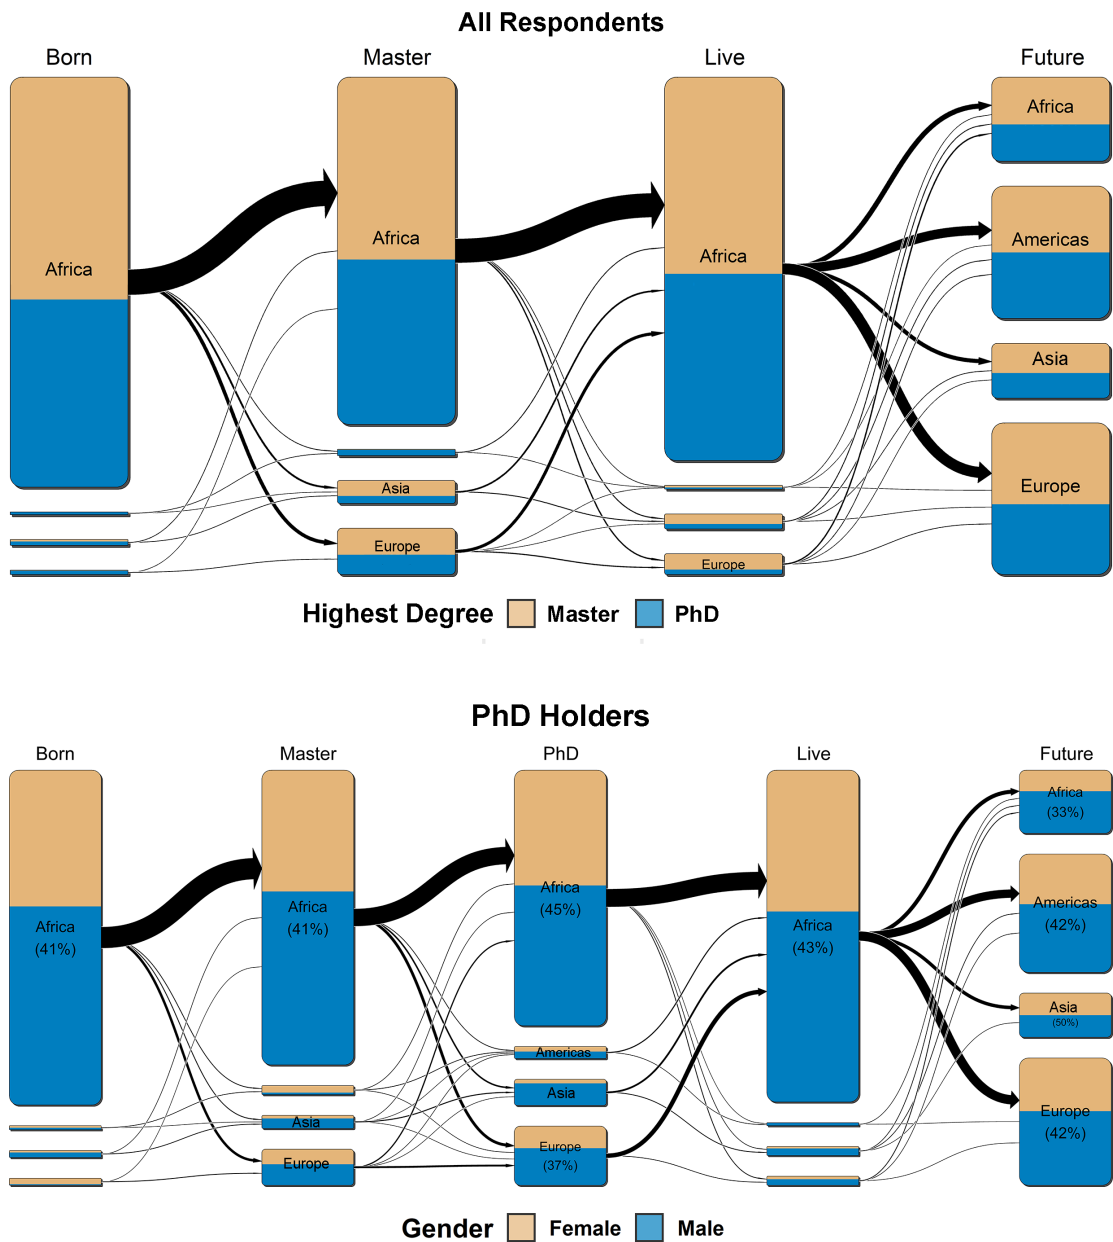 All Respondents
Born Master Live Future
Africa
Africa
Africa
Africa
Americas
Asia
Europe
Asia
Europe
Europe
Highest Degree Master PhD
PhD Holders
Born Master PhD Live Future
Africa
(41%)
Africa
(41%)
Africa
(45%)
Africa
(43%)
Africa
(33%)
Americas
(42%)
Asia
(50%)
Europe
(42%)
Americas
Asia
Asia
Europe
Europe
(37%)
Gender Female Male